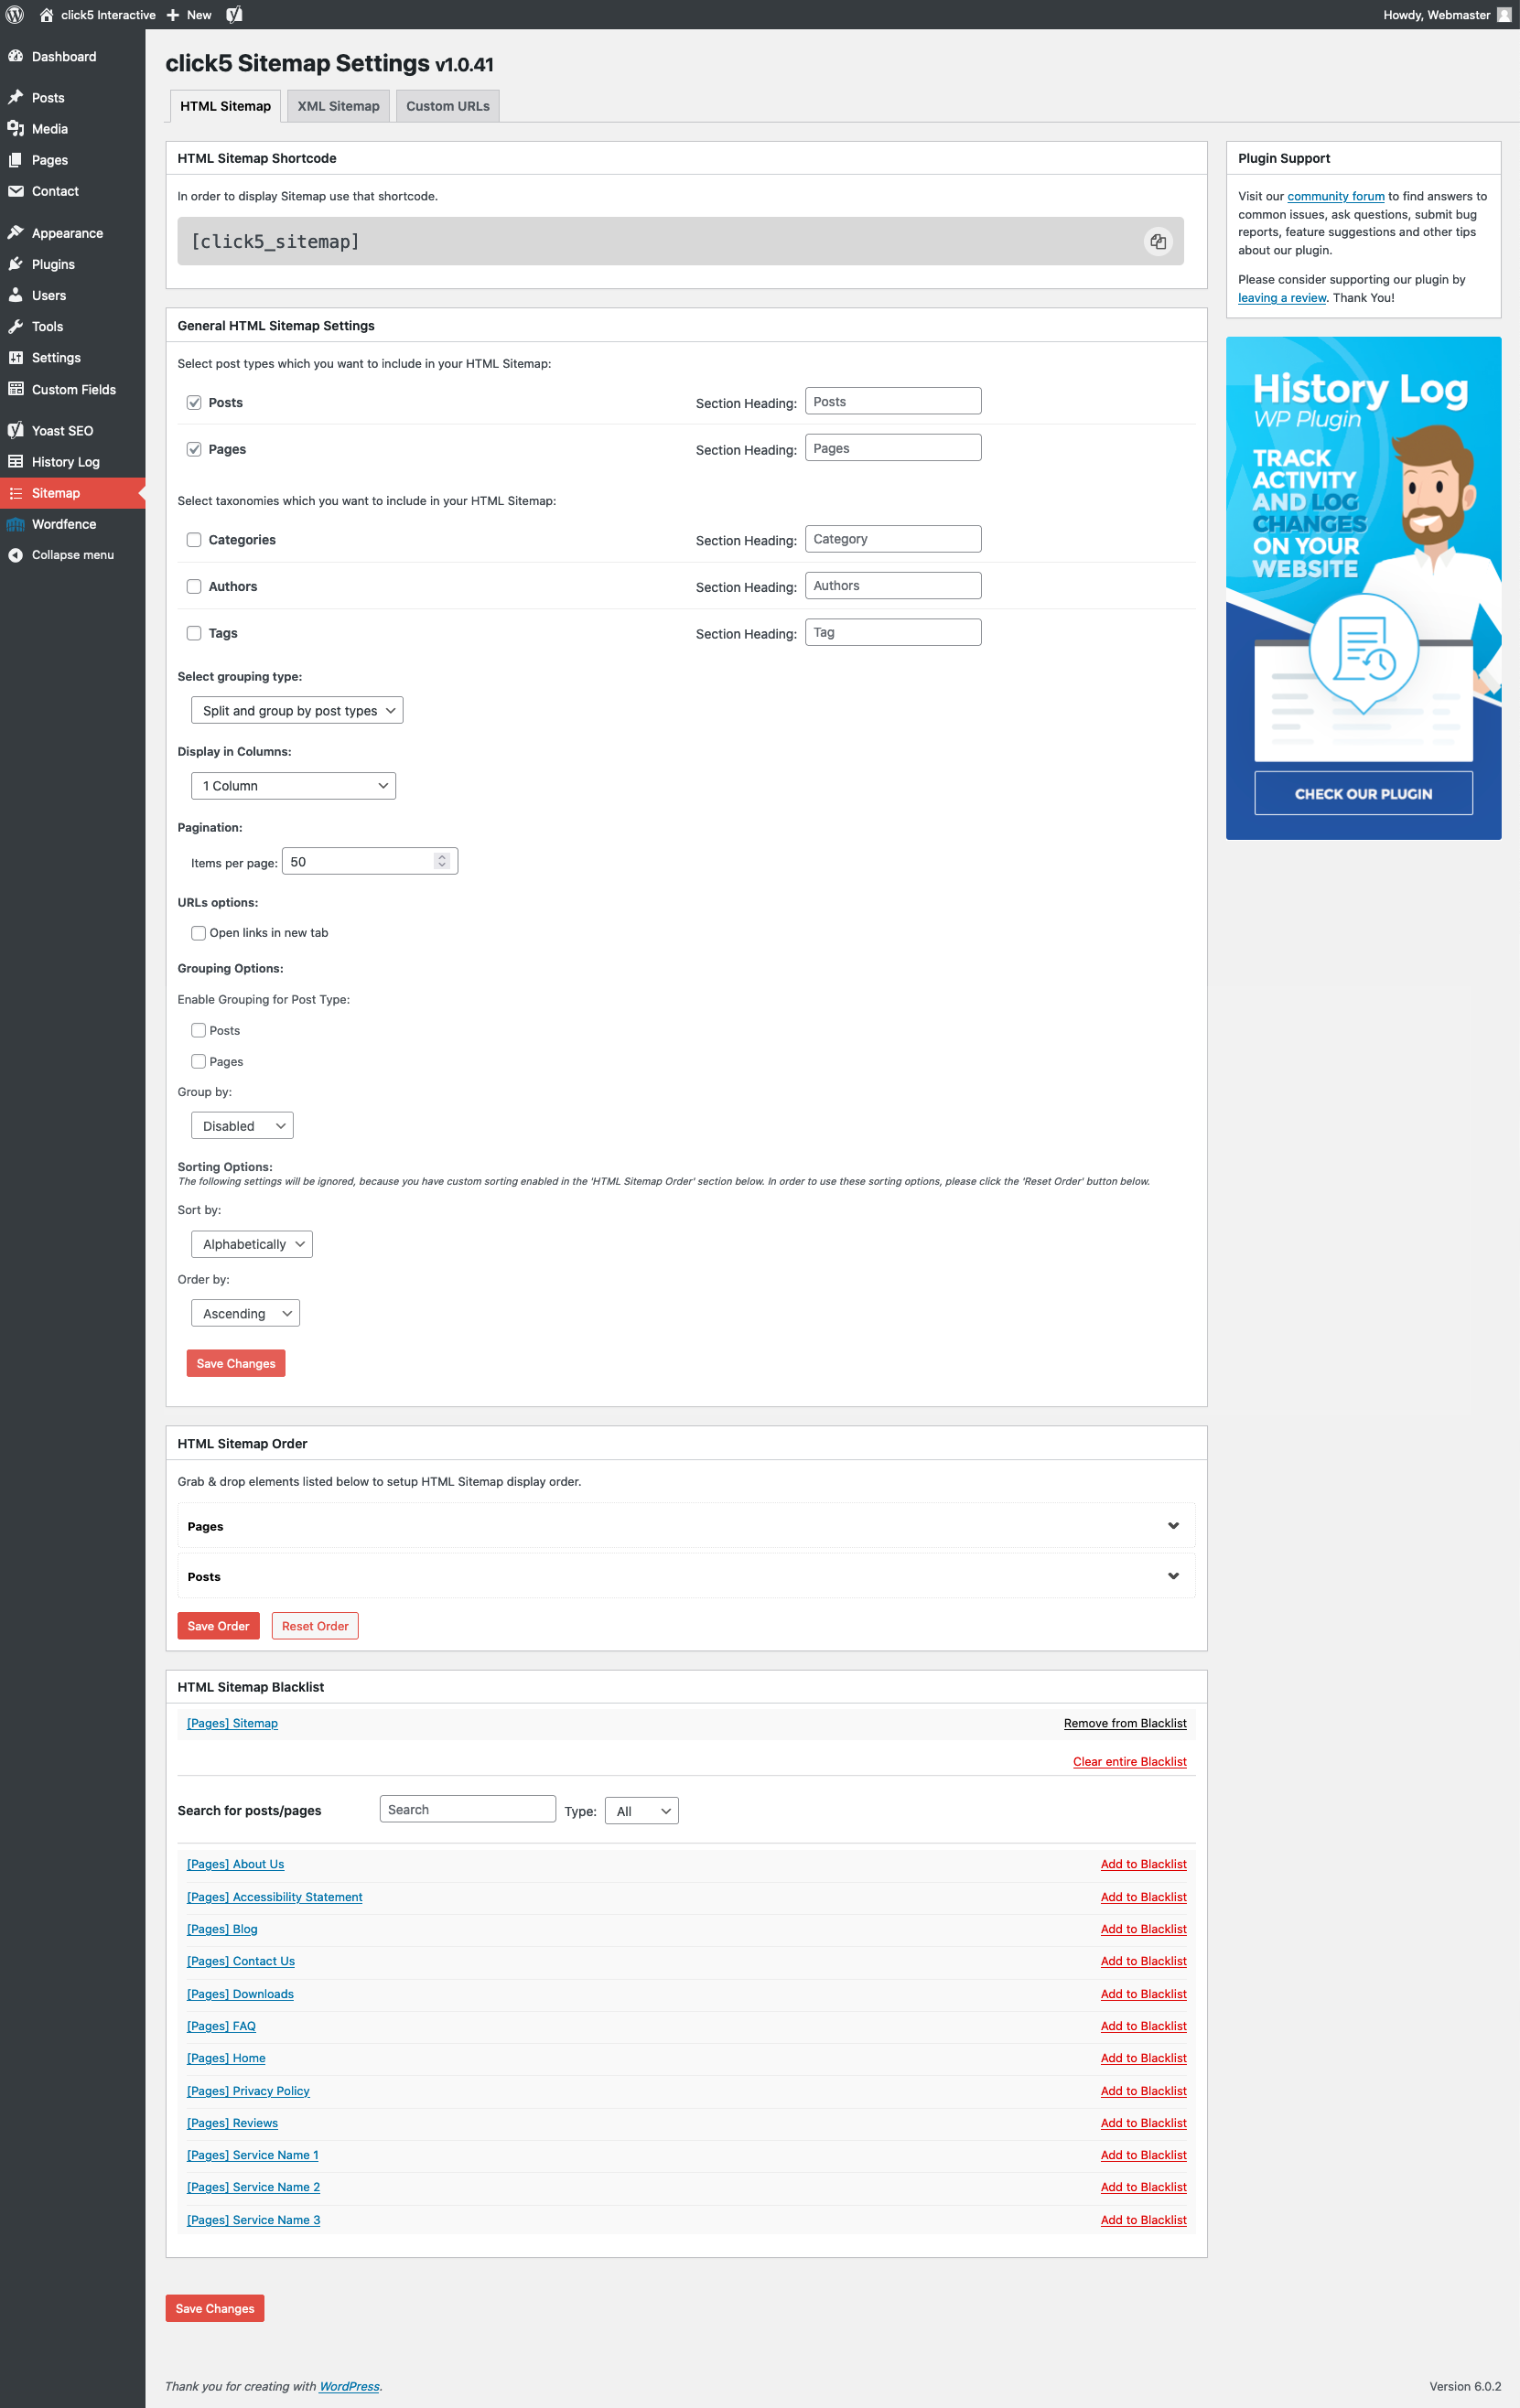 click5 Interactive
New
Howdy, Webmaster
Dashboard
Posts
Media
Pages
Contact
Appearance
Plugins
Users
Tools
Settings
Custom Fields
Yoast SEO
History Log
Sitemap
Wordfence
Collapse menu
click5 Sitemap Settings v1.0.41
HTML Sitemap
XML Sitemap
Custom URLs
HTML Sitemap Shortcode
In order to display Sitemap use that shortcode.
[click5_sitemap]
General HTML Sitemap Settings
Select post types which you want to include in your HTML Sitemap:
Posts
Section Heading: Posts
Pages
Section Heading: Pages
Select taxonomies which you want to include in your HTML Sitemap:
Categories
Section Heading: Category
Authors
Section Heading: Authors
Tags
Section Heading: Tag
Select grouping type:
Split and group by post types
Display in Columns:
1 Column
Pagination:
Items per page: 50
URLs options:
Open links in new tab
Grouping Options:
Enable Grouping for Post Type:
Posts
Pages
Group by:
Disabled
Sorting Options:
The following settings will be ignored, because you have custom sorting enabled in the 'HTML Sitemap Order' section below. In order to use these sorting options, please click the 'Reset Order' button below.
Sort by:
Alphabetically
Order by:
Ascending
Save Changes
HTML Sitemap Order
Grab & drop elements listed below to setup HTML Sitemap display order.
Pages
Posts
Save Order
Reset Order
HTML Sitemap Blacklist
[Pages] Sitemap
Remove from Blacklist
Clear entire Blacklist
Search for posts/pages
Search
Type: All
[Pages] About Us
Add to Blacklist
[Pages] Accessibility Statement
Add to Blacklist
[Pages] Blog
Add to Blacklist
[Pages] Contact Us
Add to Blacklist
[Pages] Downloads
Add to Blacklist
[Pages] FAQ
Add to Blacklist
[Pages] Home
Add to Blacklist
[Pages] Privacy Policy
Add to Blacklist
[Pages] Reviews
Add to Blacklist
[Pages] Service Name 1
Add to Blacklist
[Pages] Service Name 2
Add to Blacklist
[Pages] Service Name 3
Add to Blacklist
Save Changes
Plugin Support
Visit our community forum to find answers to
common issues, ask questions, submit bug
reports, feature suggestions and other tips
about our plugin.
Please consider supporting our plugin by
leaving a review. Thank You!
History Log
WP Plugin
TRACK
ACTIVITY
AND LOG
CHANGES
ON YOUR
WEBSITE
CHECK OUR PLUGIN
Thank you for creating with WordPress.
Version 6.0.2